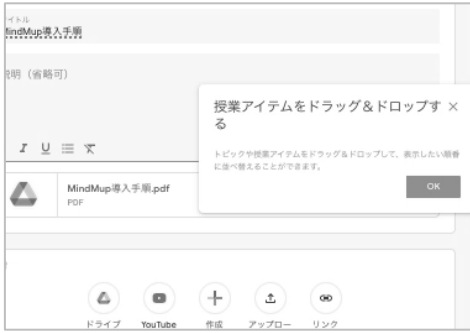 イトル
MindMup導入手順
説明（省略可）
授業アイテムをドラッグ＆ドロップす
る
トピックや授業アイテムをドラッグ＆ドロップして、表示したい順番
に並べ替えることができます。
OK
I U
MindMup導入手順.pdf
PDF
ドライブ YouTube 作成 アップロー リンク